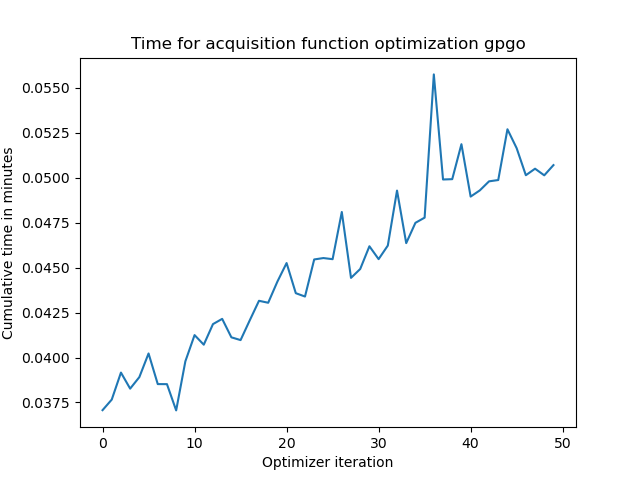 Time for acquisition function optimization gpgo
Cumulative time in minutes
0.0550
0.0525
0.0500
0.0475
0.0450
0.0425
0.0400
0.0375
0 10 20 30 40 50
Optimizer iteration